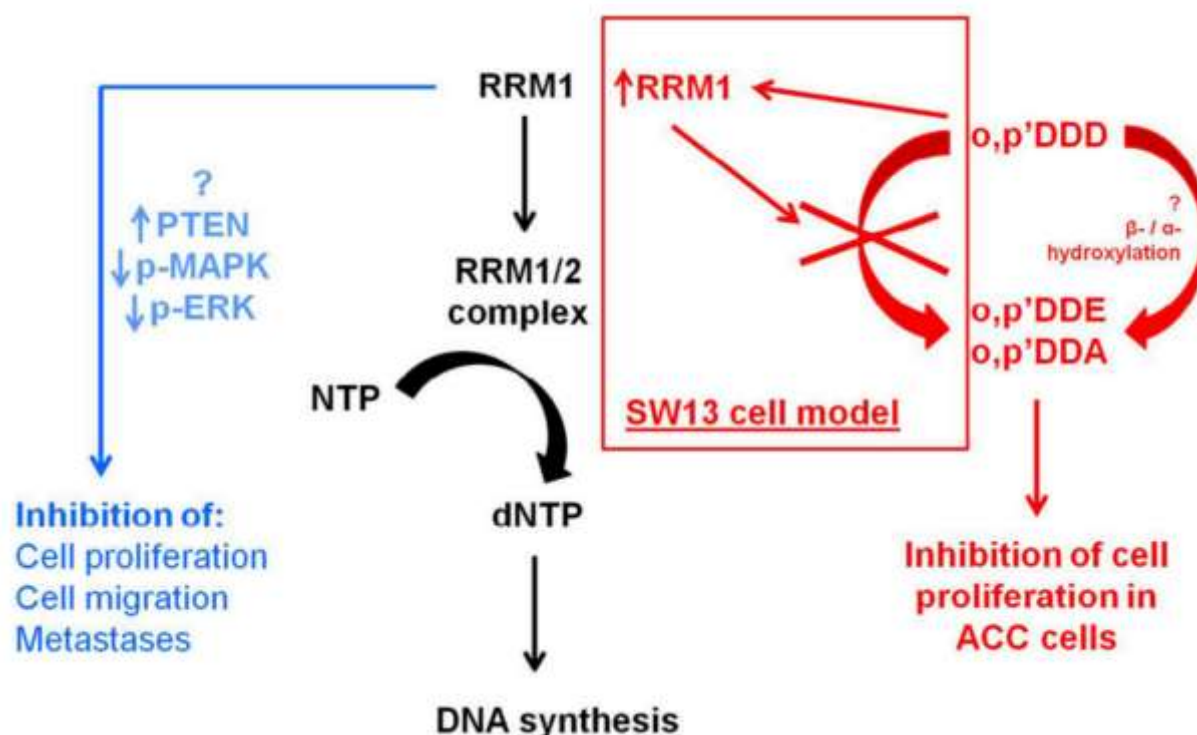 RRM1
↑RRM1
o,p’DDD
?
↑PTEN
↓p-MAPK
↓p-ERK
RRM1/2
complex
?
β- / α-
hydroxylation
o,p’DDE
o,p’DDA
NTP
SW13 cell model
dNTP
Inhibition of:
Cell proliferation
Cell migration
Metastases
Inhibition of cell
proliferation in
ACC cells
DNA synthesis